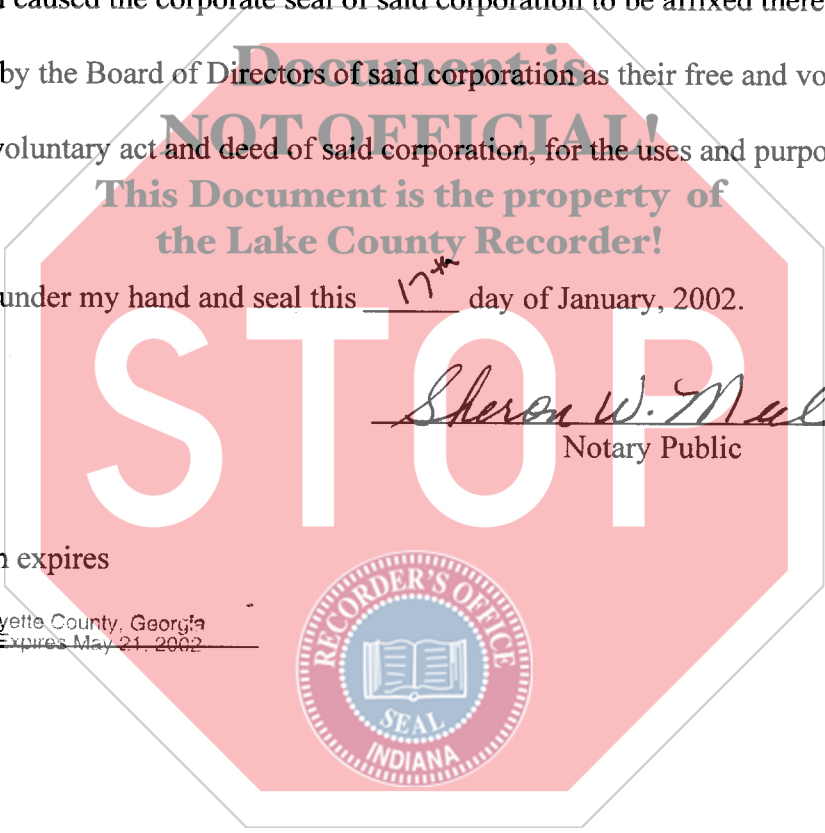 caused the corporate seal of said corporation to be affixed there
Document is
by the Board of Directors of said corporation as their free and vo
NOT OFFICIAL!
voluntary act and deed of said corporation, for the uses and purpo
This Document is the property of
the Lake County Recorder!
under my hand and seal this 17th day of January, 2002.
STOP
Sheron W.
Notary Public
expires
yette County, Georgia
Expires May 21, 2002
RECORDER'S OFFICE
SEAL
INDIANA